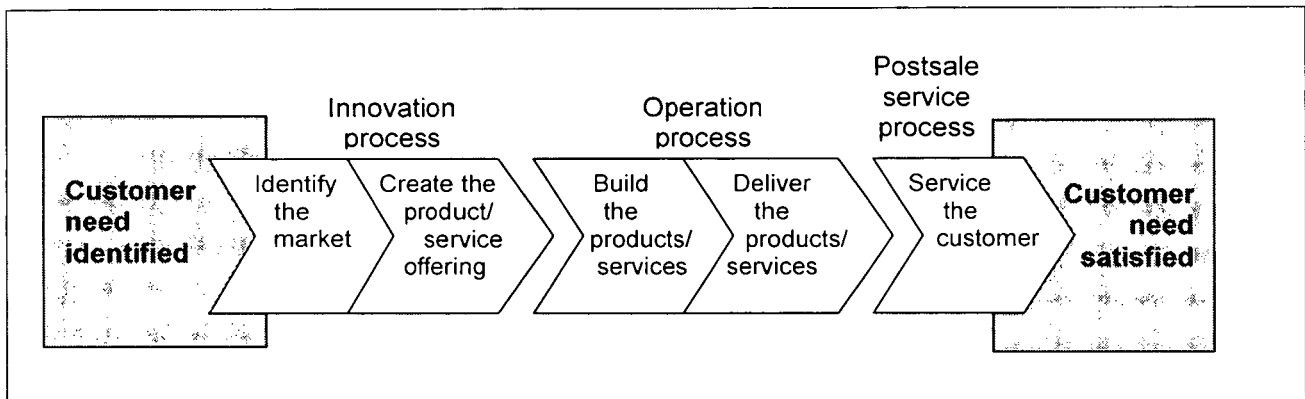 Innovation
process
Operation
process
Postsale
service
process
Customer
need
identified
Identify
the
market
Create the
product/
service
offering
Build
the
products/
services
Deliver
the
products/
services
Service
the
customer
Customer
need
satisfied